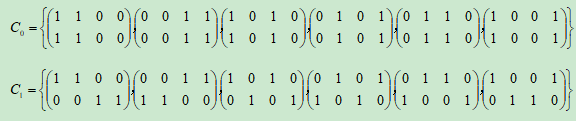 C₀ = {(1 1 0 0 / 1 1 0 0), (0 0 1 1 / 0 0 1 1), (1 0 1 0 / 1 0 1 0), (0 1 0 1 / 0 1 0 1), (0 1 1 0 / 0 1 1 0), (1 0 0 1 / 1 0 0 1)}
C₁ = {(1 1 0 0 / 0 0 1 1), (0 0 1 1 / 1 1 0 0), (1 0 1 0 / 0 1 0 1), (0 1 0 1 / 1 0 1 0), (0 1 1 0 / 1 0 0 1), (1 0 0 1 / 0 1 1 0)}